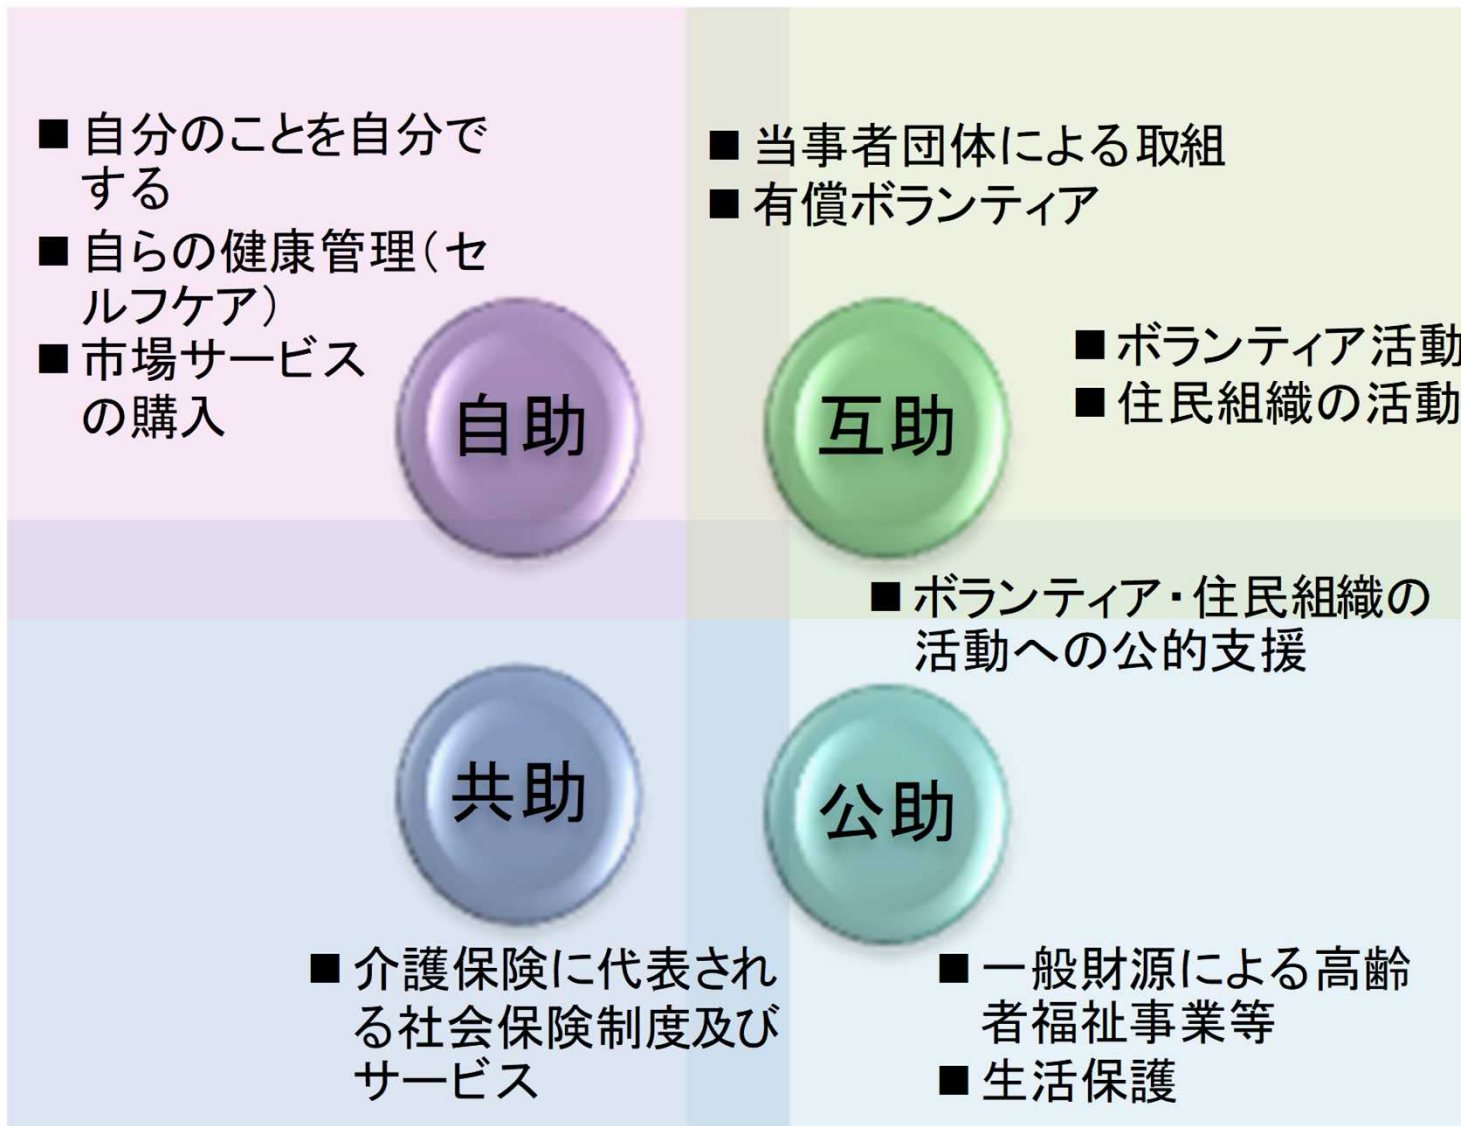 ■ 自分のことを自分で
する
■ 自らの健康管理(セ
ルフケア)
■ 市場サービス
の購入
自助
■ 当事者団体による取組
■ 有償ボランティア
■ ボランティア活動
■ 住民組織の活動
互助
■ ボランティア・住民組織の
活動への公的支援
共助
■ 介護保険に代表され
る社会保険制度及び
サービス
公助
■ 一般財源による高齢
者福祉事業等
■ 生活保護